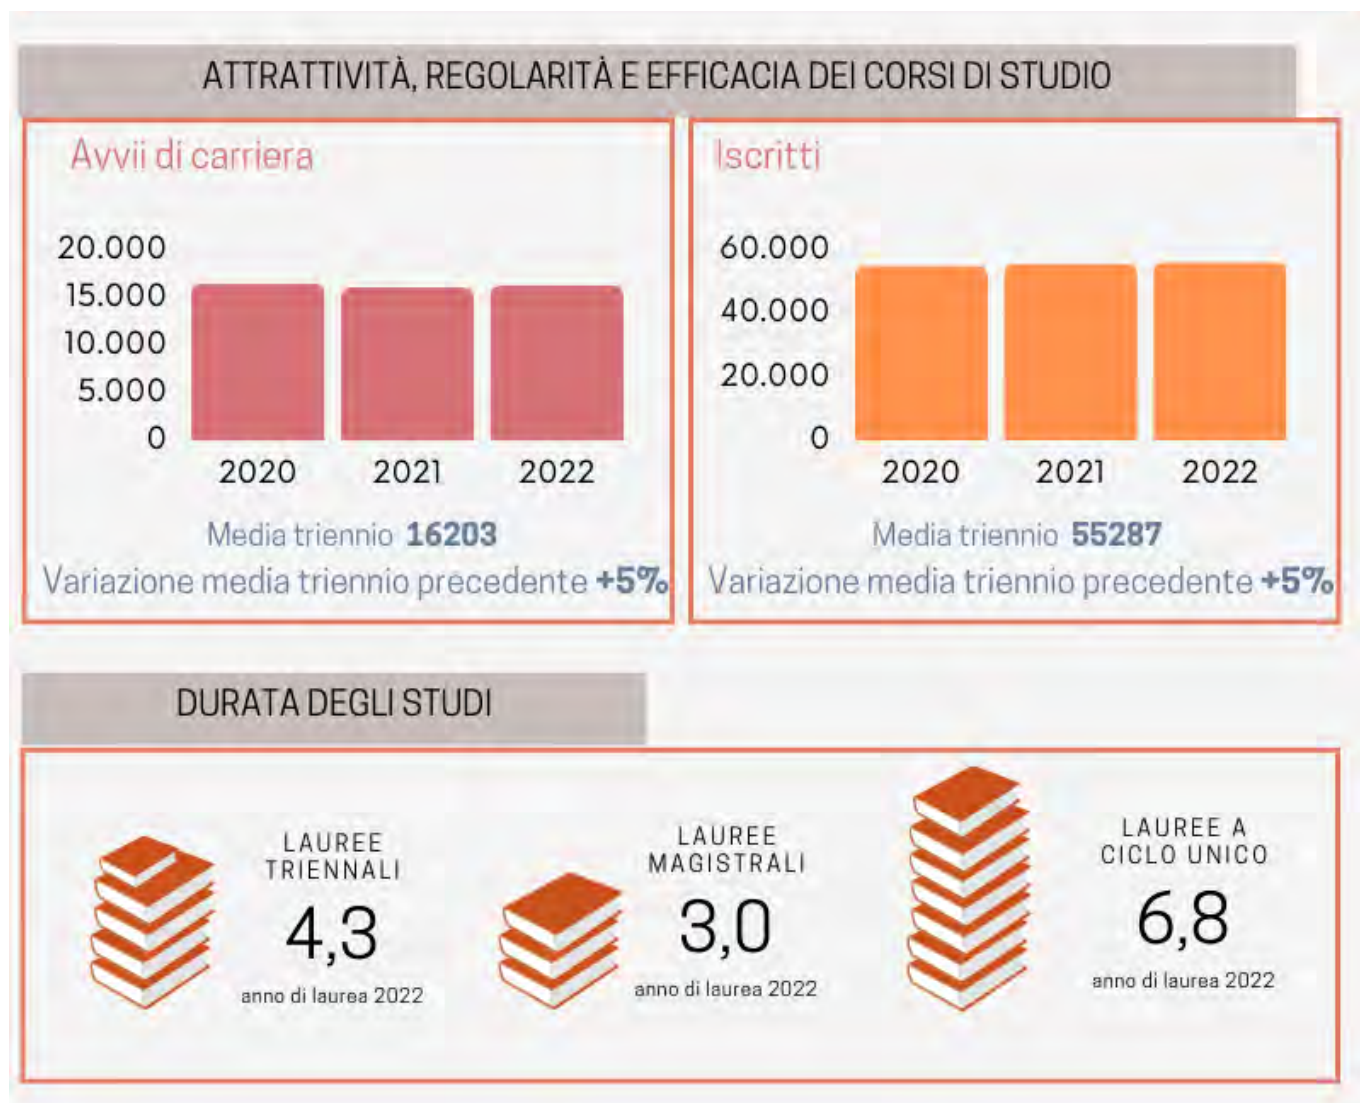 ATTRATTIVITÀ, REGOLARITÀ E EFFICACIA DEI CORSI DI STUDIO
Avvii di carriera
20.000
15.000
10.000
5.000
0
2020 2021 2022
Media triennio 16203
Variazione media triennio precedente +5%
Iscritti
60.000
40.000
20.000
0
2020 2021 2022
Media triennio 55287
Variazione media triennio precedente +5%
DURATA DEGLI STUDI
LAUREE
TRIENNALI
4,3
anno di laurea 2022
LAUREE
MAGISTRALI
3,0
anno di laurea 2022
LAUREE A
CICLO UNICO
6,8
anno di laurea 2022